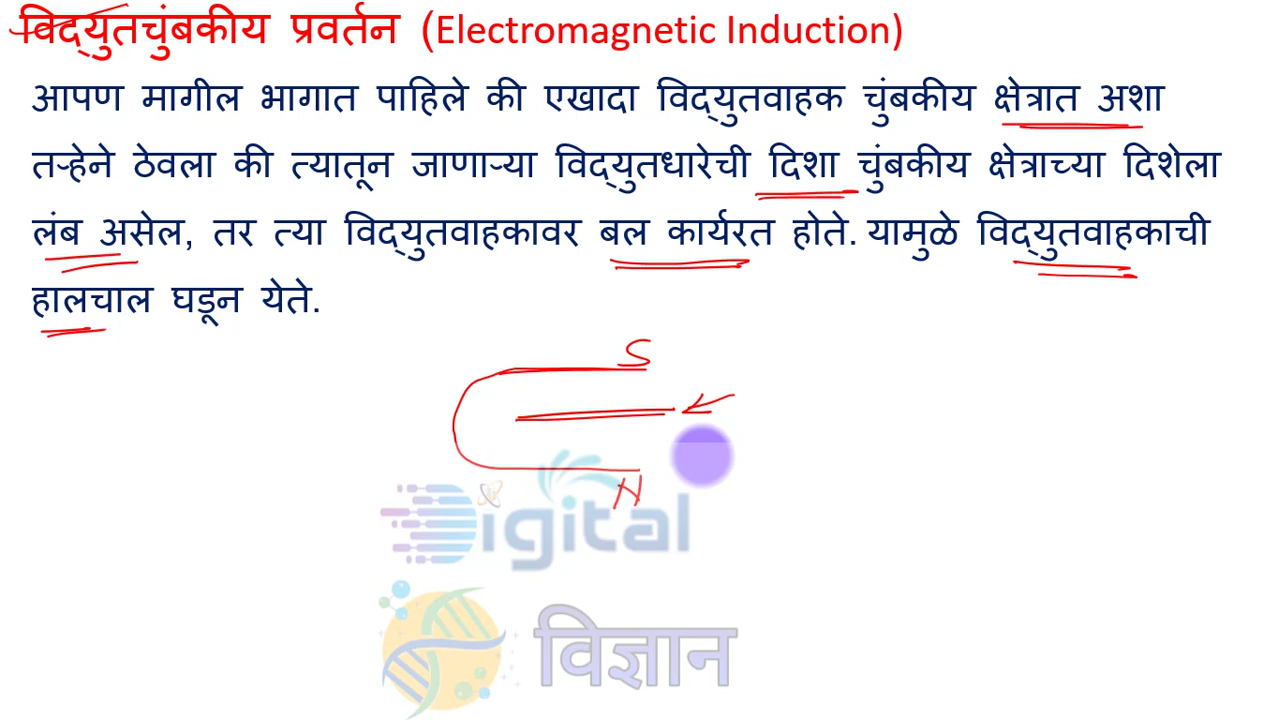 विद्युतचुंबकीय प्रवर्तन (Electromagnetic Induction)
आपण मागील भागात पाहिले की एखादा विद्युतवाहक चुंबकीय क्षेत्रात अशा
तऱ्हेने ठेवला की त्यातून जाणाऱ्या विद्युतधारेची दिशा चुंबकीय क्षेत्राच्या दिशेला
लंब असेल, तर त्या विद्युतवाहकावर बल कार्यरत होते. यामुळे विद्युतवाहकाची
हालचाल घडून येते.
S
N
Digital
विज्ञान